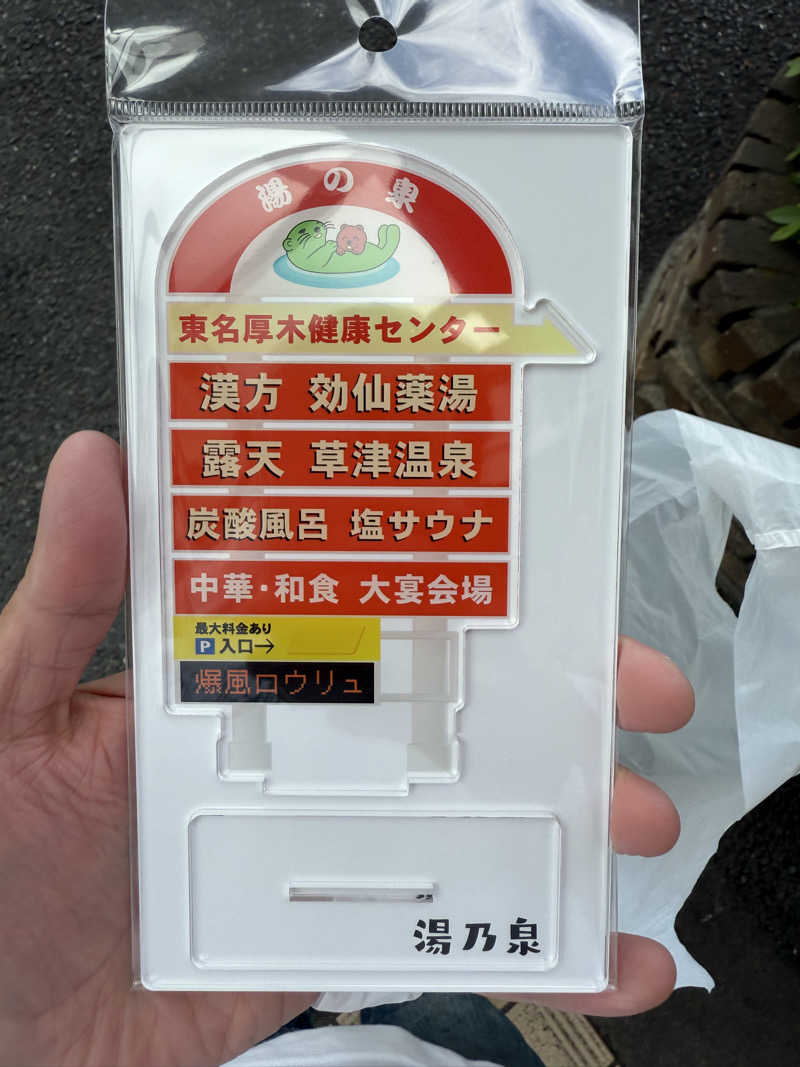 湯の泉
東名厚木健康センター
漢方 効仙薬湯
露天 草津温泉
炭酸風呂 塩サウナ
中華・和食 大宴会場
最大料金あり
P入口→
爆風ロウリュ
湯乃泉